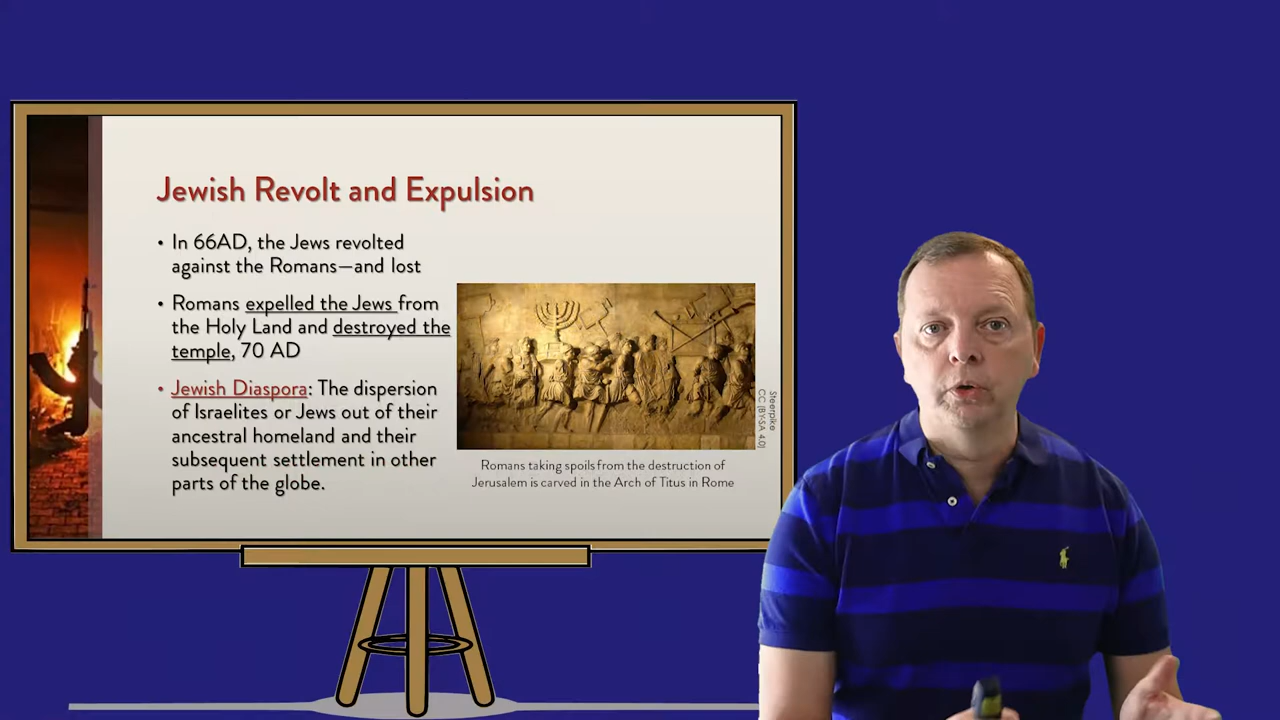 Jewish Revolt and Expulsion
• In 66AD, the Jews revolted
against the Romans—and lost
• Romans expelled the Jews from
the Holy Land and destroyed the
temple, 70 AD
• Jewish Diaspora: The dispersion
of Israelites or Jews out of their
ancestral homeland and their
subsequent settlement in other
parts of the globe.
Steerpike
CC (BY-SA 4.0)
Romans taking spoils from the destruction of
Jerusalem is carved in the Arch of Titus in Rome